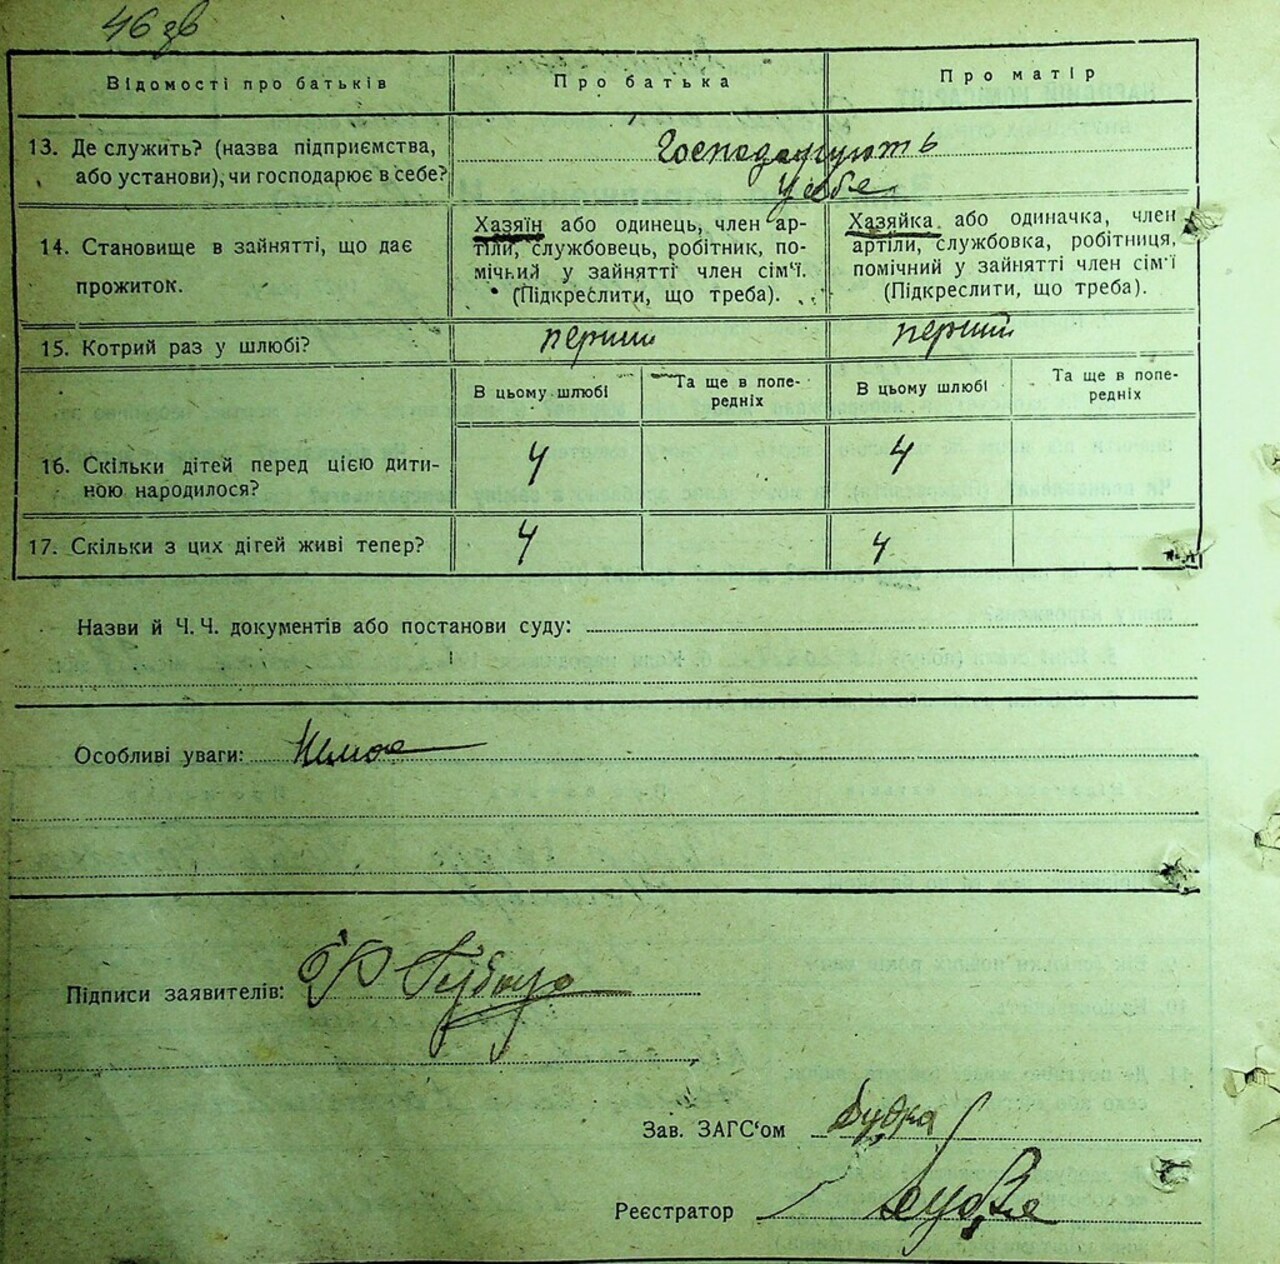 46 зв
Відомості про батьків
Про батька
Про матір
13. Де служить? (назва підприємства,
або установи), чи господарює в себе?
Господарують
у себе
14. Становище в зайнятті, що дає
прожиток.
Хазяїн або одинець, член ар-
тіли, службовець, робітник, по-
мічний у зайнятті член сім'ї.
(Підкреслити, що треба).
Хазяйка або одиначка, член
артіли, службовка, робітниця,
помічний у зайнятті член сім'ї
(Підкреслити, що треба).
15. Котрий раз у шлюбі?
перший
перший
В цьому шлюбі
Та ще в попе-
редніх
В цьому шлюбі
Та ще в попе-
редніх
16. Скільки дітей перед цією дити-
ною народилося?
4
4
17. Скільки з цих дітей живі тепер?
4
4
Назви й Ч. Ч. документів або постанови суду:
Особливі уваги:
Підписи заявителів:
Зав. ЗАГС'ом
Реєстратор